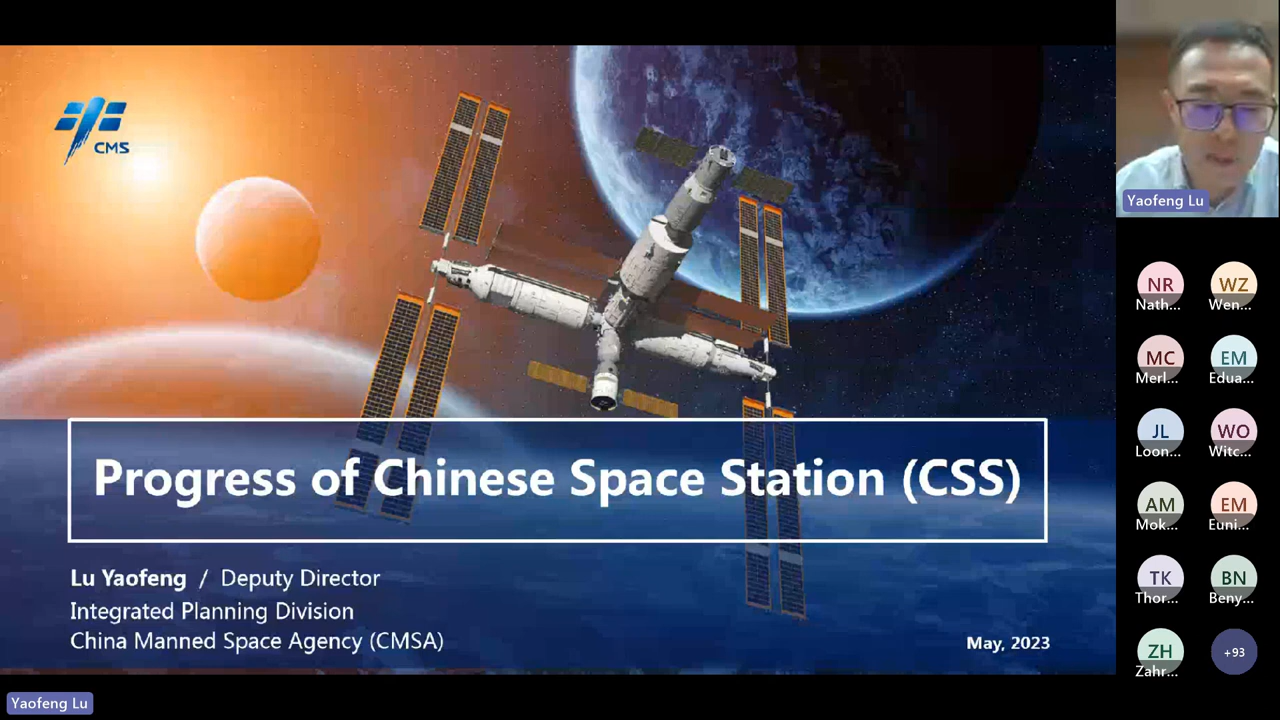 CMS
Progress of Chinese Space Station (CSS)
Lu Yaofeng / Deputy Director
Integrated Planning Division
China Manned Space Agency (CMSA)
May, 2023
Yaofeng Lu
Yaofeng Lu
NR
WZ
Nath...
Wen...
MC
EM
Merl...
Edua...
JL
WO
Loon...
Witc...
AM
EM
Mok...
Euni...
TK
BN
Thor...
Beny...
ZH
+93
Zahr...